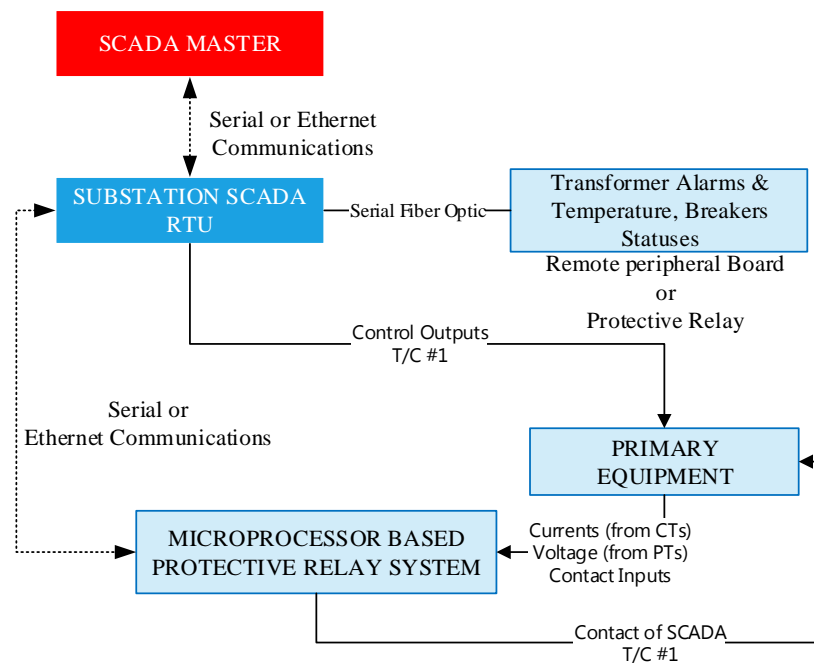 SCADA MASTER
Serial or Ethernet
Communications
SUBSTATION SCADA
RTU
Serial Fiber Optic
Transformer Alarms &
Temperature, Breakers
Statuses
Remote peripheral Board
or
Protective Relay
Control Outputs
T/C #1
Serial or
Ethernet Communications
PRIMARY
EQUIPMENT
Currents (from CTs)
Voltage (from PTs)
Contact Inputs
MICROPROCESSOR BASED
PROTECTIVE RELAY SYSTEM
Contact of SCADA
T/C #1